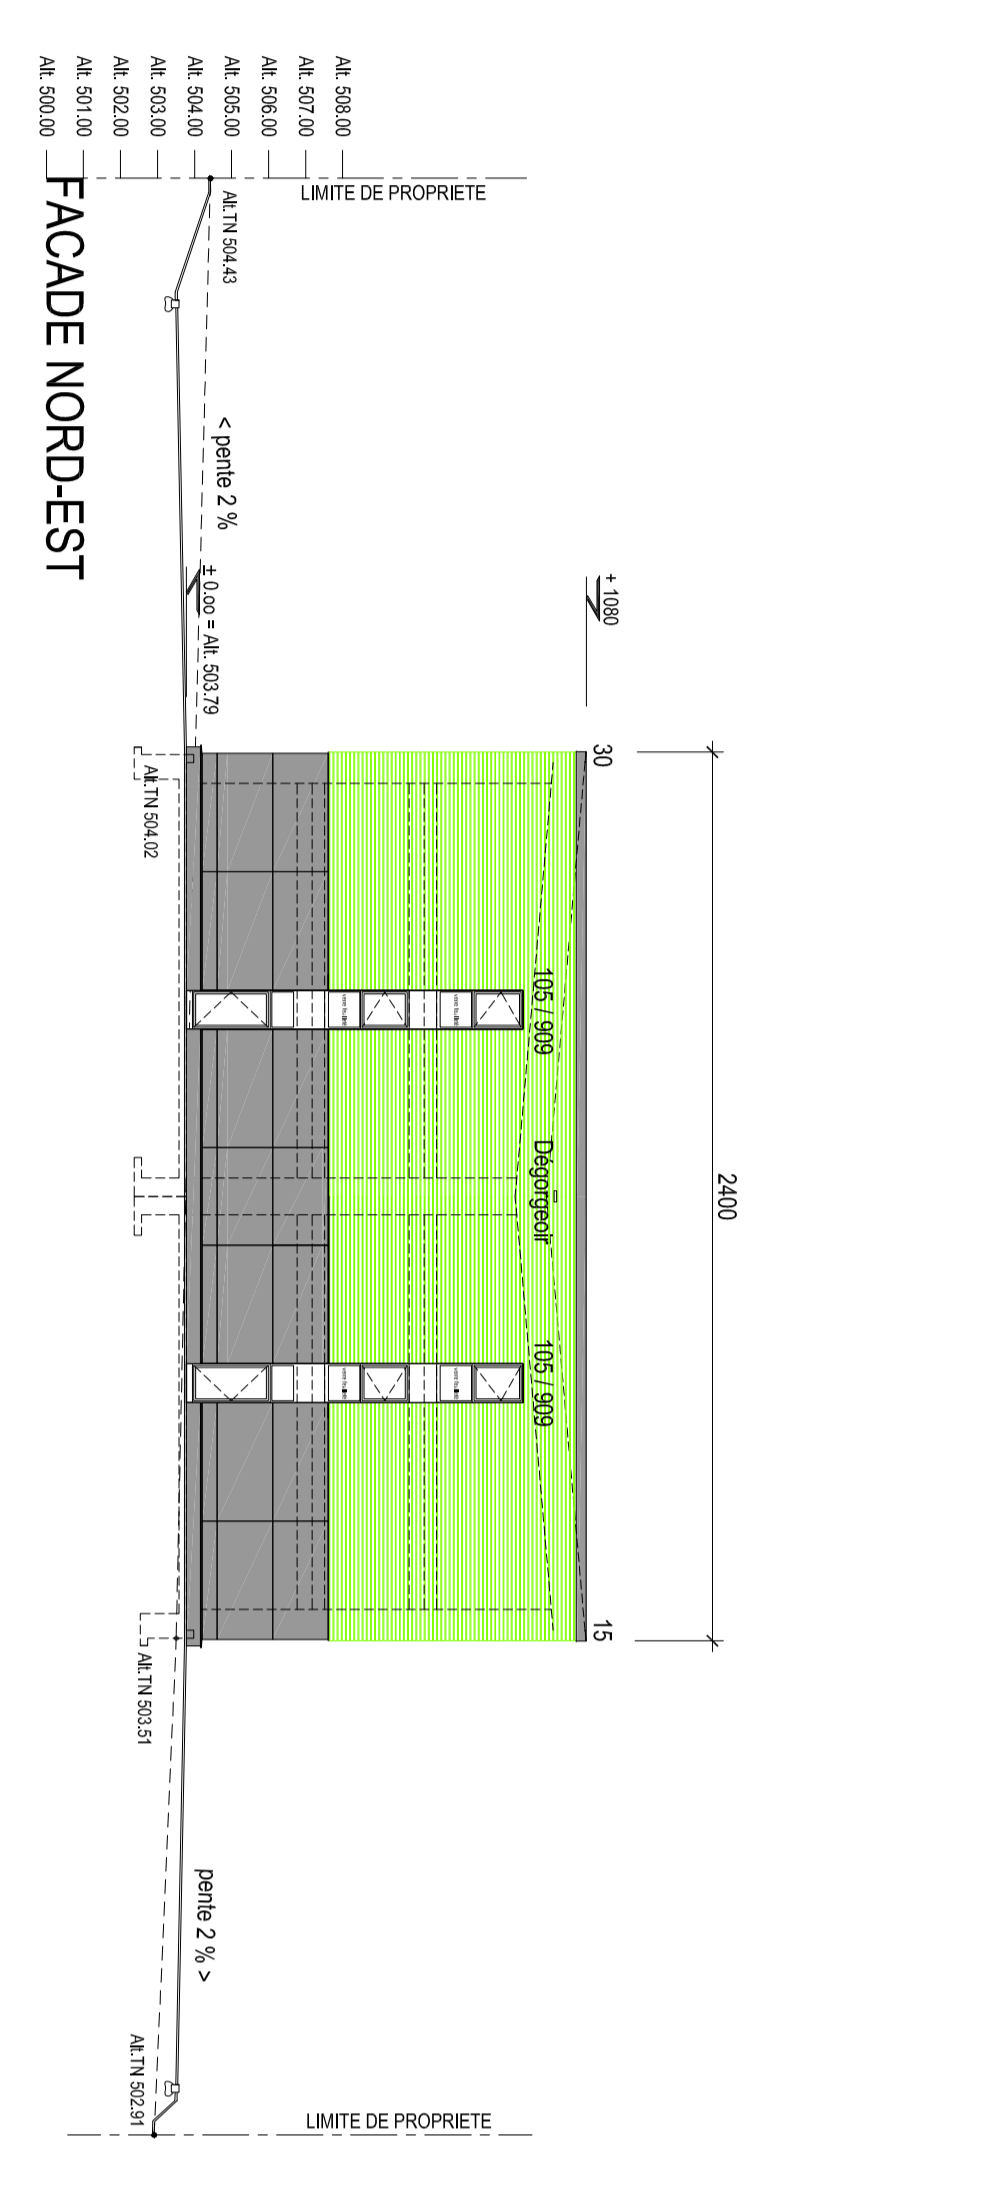 2400
+ 1080
30
15
105 / 909
Dégorgeoir
105 / 909
LIMITE DE PROPRIETE
LIMITE DE PROPRIETE
Alt. 508.00
Alt. 507.00
Alt. 506.00
Alt. 505.00
Alt. 504.00
Alt. 503.00
Alt. 502.00
Alt. 501.00
Alt. 500.00
Alt.TN 504.43
< pente 2 %
± 0.oo = Alt. 503.79
Alt.TN 504.02
Alt.TN 503.51
pente 2 % >
Alt.TN 502.91
FACADE NORD-EST